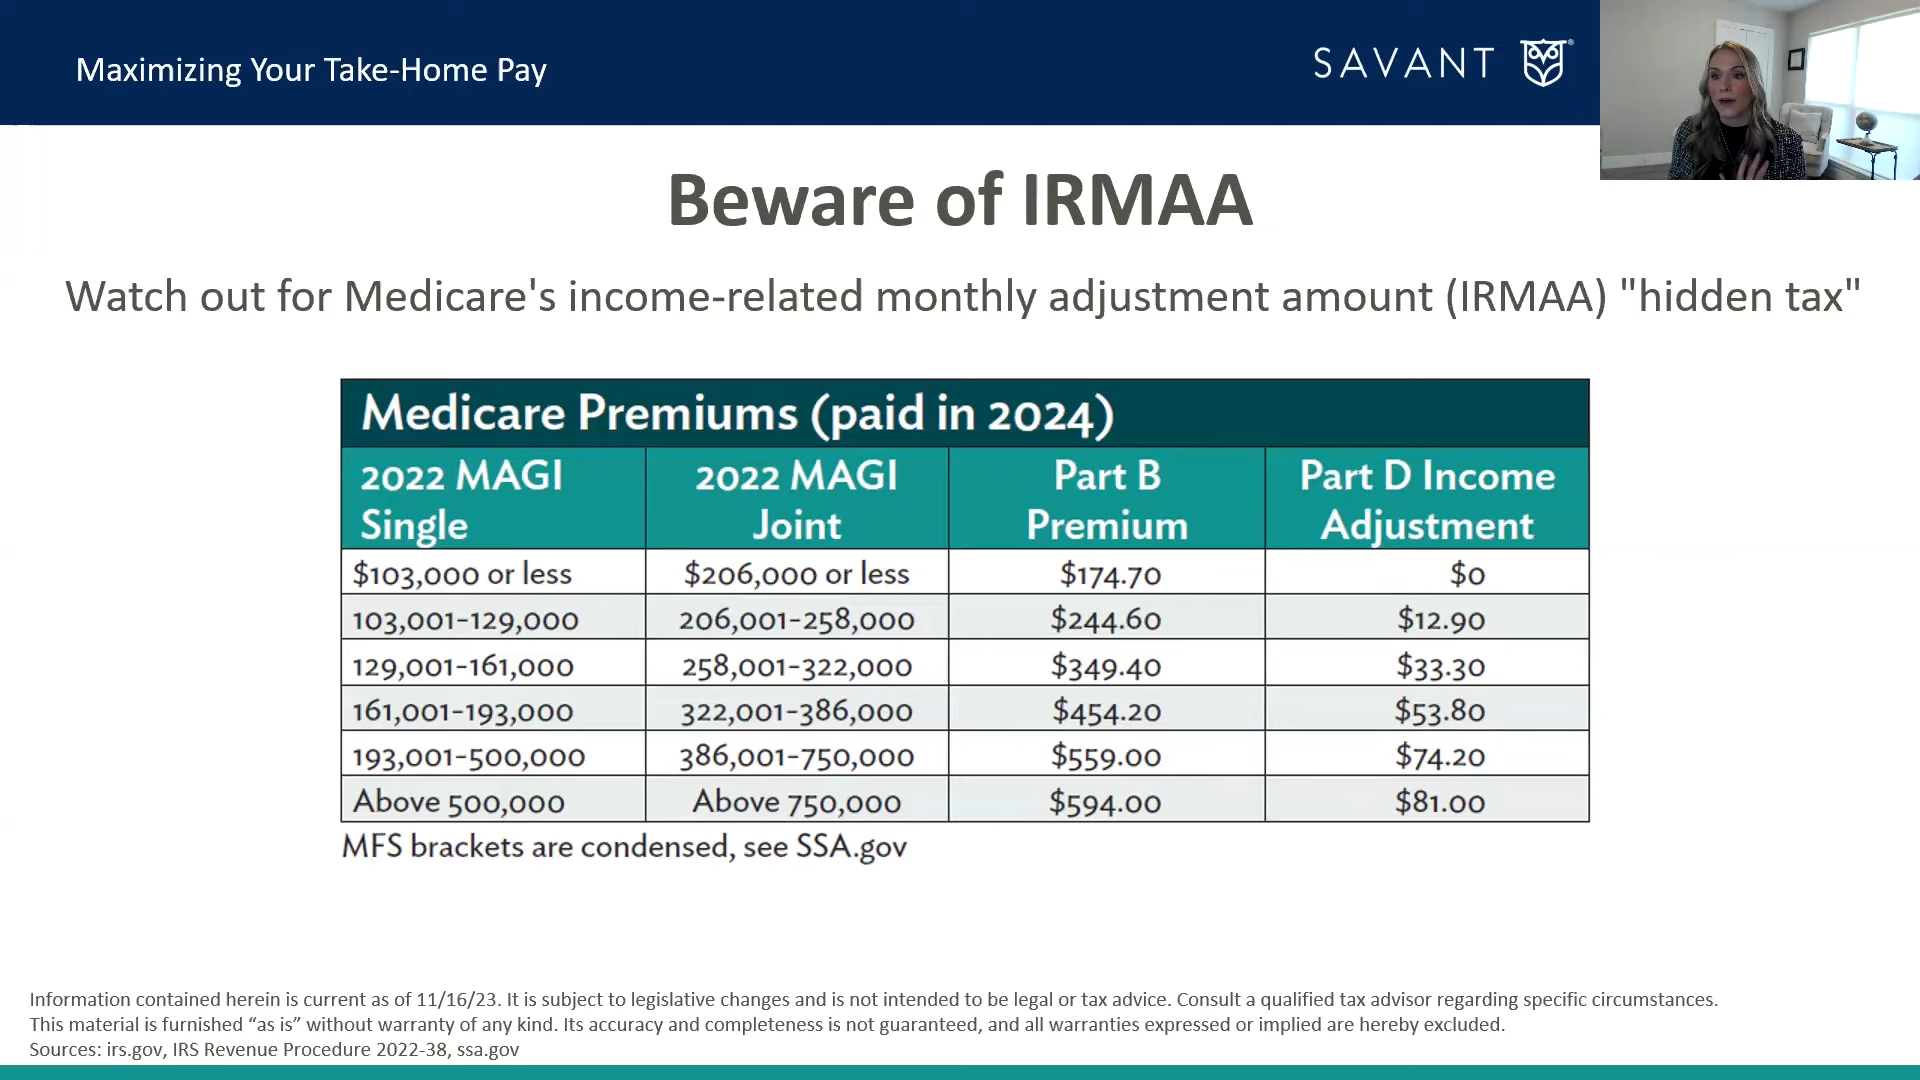 Maximizing Your Take-Home Pay
SAVANT
®
Beware of IRMAA
Watch out for Medicare's income-related monthly adjustment amount (IRMAA) "hidden tax"
Medicare Premiums (paid in 2024)
2022 MAGI Single 2022 MAGI Joint Part B Premium Part D Income Adjustment
$103,000 or less $206,000 or less $174.70 $0
103,001-129,000 206,001-258,000 $244.60 $12.90
129,001-161,000 258,001-322,000 $349.40 $33.30
161,001-193,000 322,001-386,000 $454.20 $53.80
193,001-500,000 386,001-750,000 $559.00 $74.20
Above 500,000 Above 750,000 $594.00 $81.00
MFS brackets are condensed, see SSA.gov
Information contained herein is current as of 11/16/23. It is subject to legislative changes and is not intended to be legal or tax advice. Consult a qualified tax advisor regarding specific circumstances.
This material is furnished “as is” without warranty of any kind. Its accuracy and completeness is not guaranteed, and all warranties expressed or implied are hereby excluded.
Sources: irs.gov, IRS Revenue Procedure 2022-38, ssa.gov